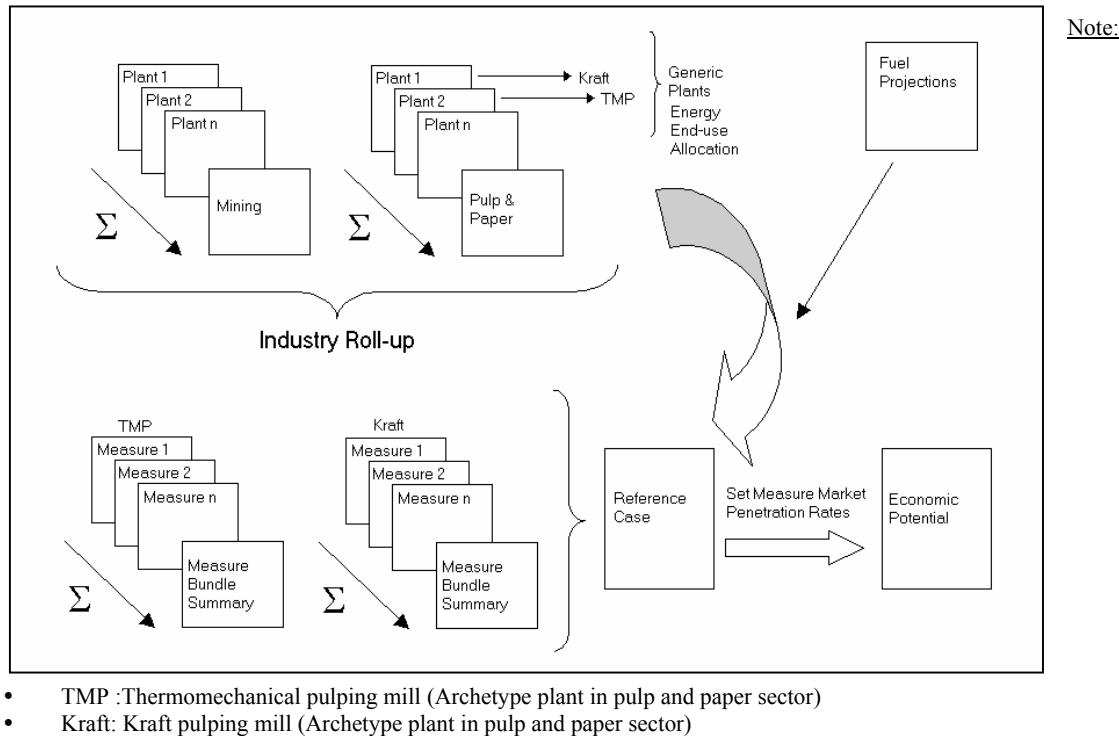 Note:
Plant 1
Plant 2
Plant n
Mining
Σ
Plant 1
Plant 2
Plant n
Pulp &
Paper
Σ
Kraft
TMP
Generic
Plants
Energy
End-use
Allocation
Fuel
Projections
Industry Roll-up
TMP
Measure 1
Measure 2
Measure n
Measure
Bundle
Summary
Σ
Kraft
Measure 1
Measure 2
Measure n
Measure
Bundle
Summary
Σ
Reference
Case
Set Measure Market
Penetration Rates
Economic
Potential
• TMP :Thermomechanical pulping mill (Archetype plant in pulp and paper sector)
• Kraft: Kraft pulping mill (Archetype plant in pulp and paper sector)